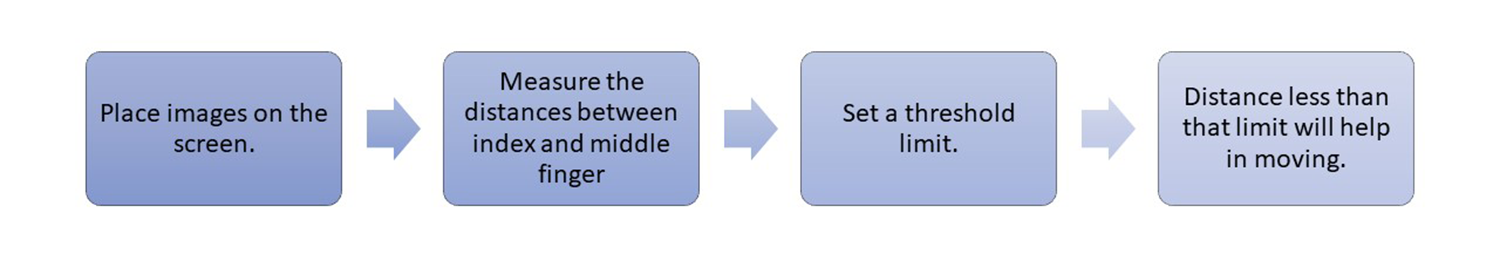 Place images on the
screen.
Measure the
distances between
index and middle
finger
Set a threshold
limit.
Distance less than
that limit will help
in moving.